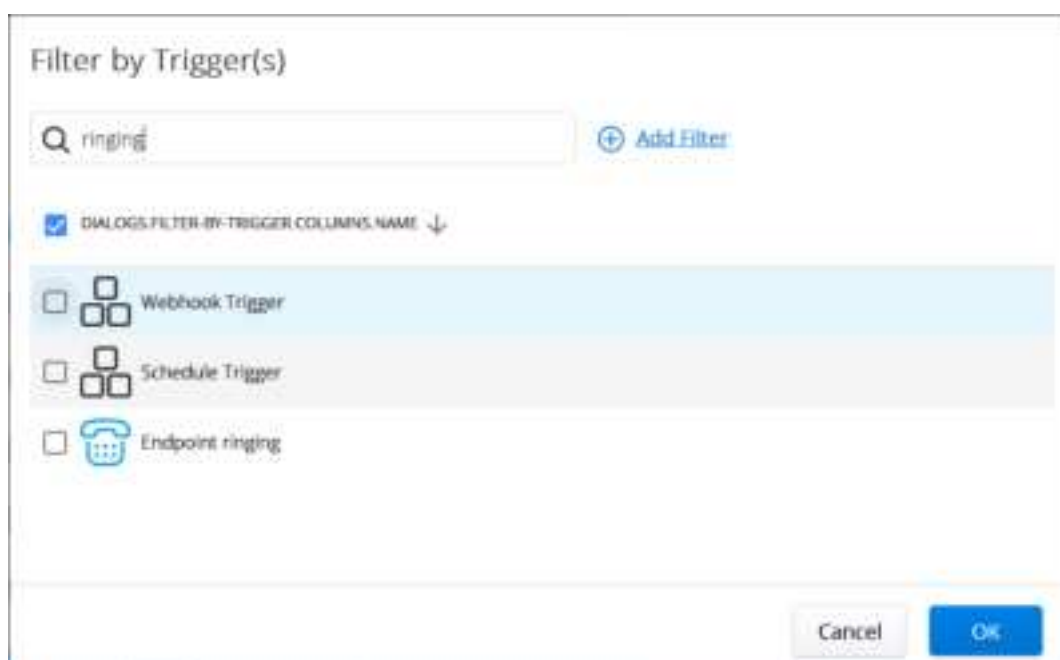 Filter by Trigger(s)
ringing
Add Filter
DIALOGS.FILTER-BY-TRIGGER.COLUMNS.NAME
Webhook Trigger
Schedule Trigger
Endpoint ringing
Cancel
OK